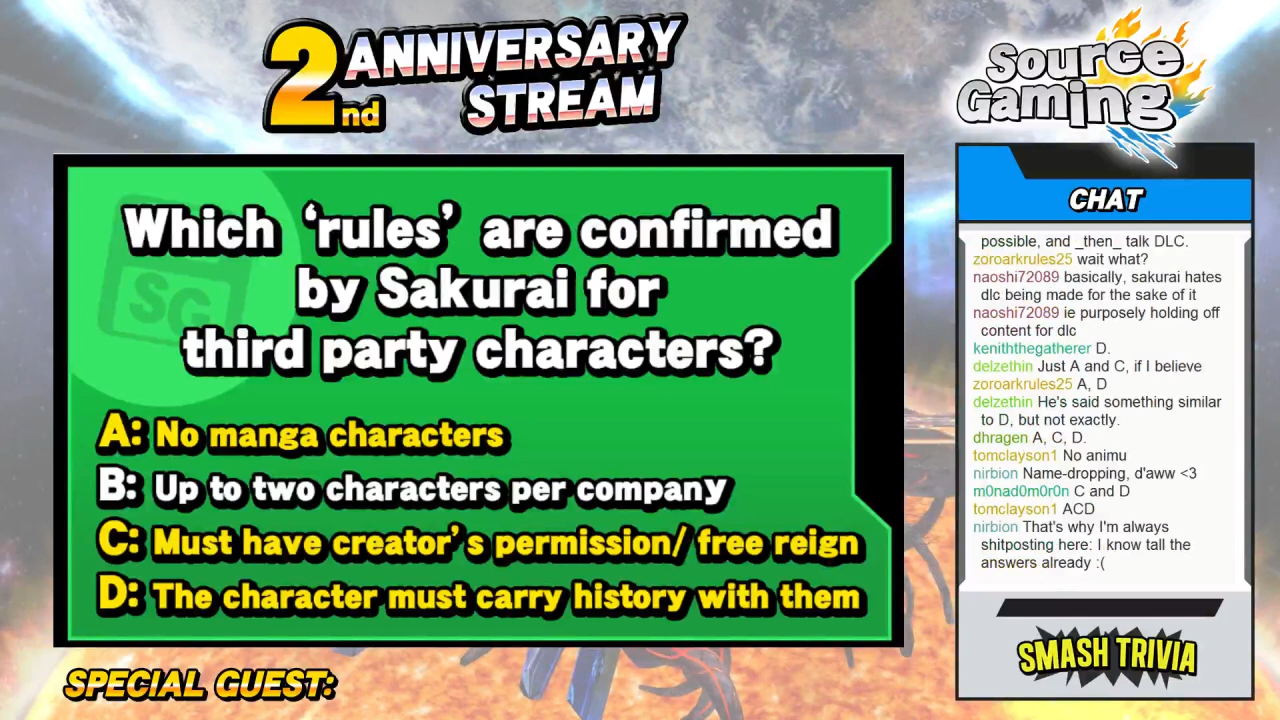 2nd ANNIVERSARY
STREAM
Source
Gaming
Which ‘rules’ are confirmed
by Sakurai for
third party characters?
SG
A: No manga characters
B: Up to two characters per company
C: Must have creator’s permission/ free reign
D: The character must carry history with them
SPECIAL GUEST:
CHAT
possible, and _then_ talk DLC.
zoroarkrules25 wait what?
naoshi72089 basically, sakurai hates
dlc being made for the sake of it
naoshi72089 ie purposely holding off
content for dlc
keniththegatherer D.
delzethin Just A and C, if I believe
zoroarkrules25 A, D
delzethin He's said something similar
to D, but not exactly.
dhragen A, C, D.
tomclayson1 No animu
nirbion Name-dropping, d'aww <3
m0nad0m0r0n C and D
tomclayson1 ACD
nirbion That's why I'm always
shitposting here: I know tall the
answers already :(
SMASH TRIVIA